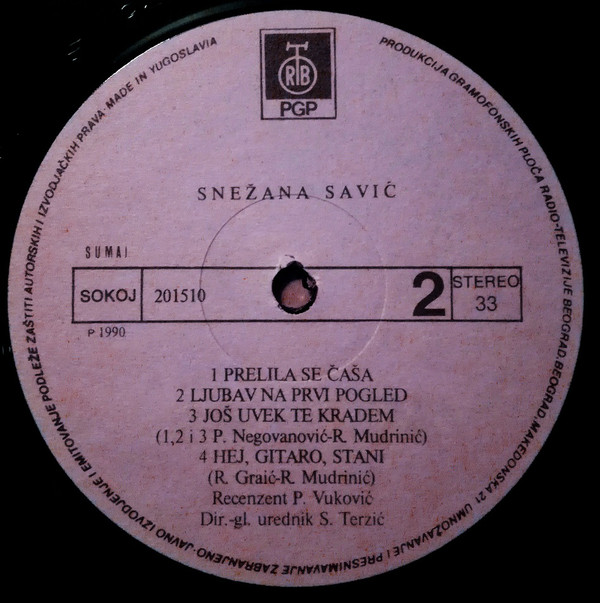 PRODUKCIJA GRAMOFONSKIH PLOČA RADIO-TELEVIZIJE BEOGRAD, BEOGRAD, MAKEDONSKA 21 UMNOŽAVANJE I PRESNIMAVANJE ZABRANJENO·JAVNO IZVODJENJE I EMITOVANJE PODLEŽE ZAŠTITI AUTORSKIH I IZVODJAČKIH PRAVA·MADE IN YUGOSLAVIA
RTB
PGP
SNEŽANA SAVIĆ
SUMAI
SOKOJ 201510 2 STEREO
33
P 1990
1 PRELILA SE ČAŠA
2 LJUBAV NA PRVI POGLED
3 JOŠ UVEK TE KRADEM
(1,2 i 3 P. Negovanović-R. Mudrinić)
4 HEJ, GITARO, STANI
(R. Graić-R. Mudrinić)
Recenzent P. Vuković
Dir.-gl. urednik S. Terzić